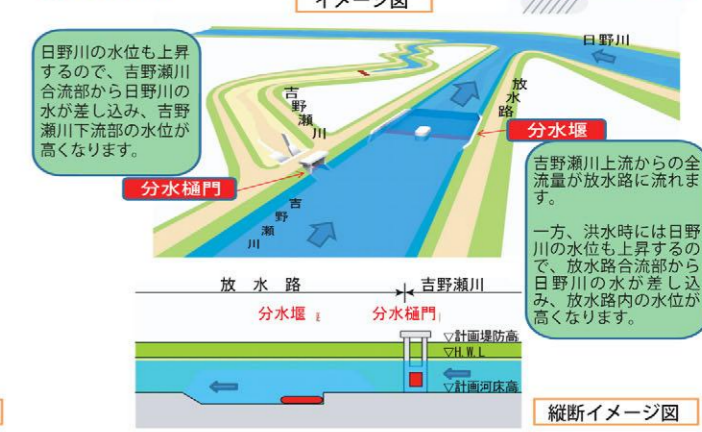 イメージ図
日野川
日野川の水位も上昇
するので、吉野瀬川
合流部から日野川の
水が差し込み、吉野
瀬川下流部の水位が
高くなります。
吉野瀬川
放水路
分水堰
分水樋門
吉野瀬川
吉野瀬川上流からの全
流量が放水路に流れま
す。
一方、洪水時には日野
川の水位も上昇するの
で、放水路合流部から
日野川の水が差し込
み、放水路内の水位が
高くなります。
放水路
吉野瀬川
分水堰
分水樋門
▽計画堤防高
▽H.W.L
▽計画河床高
縦断イメージ図